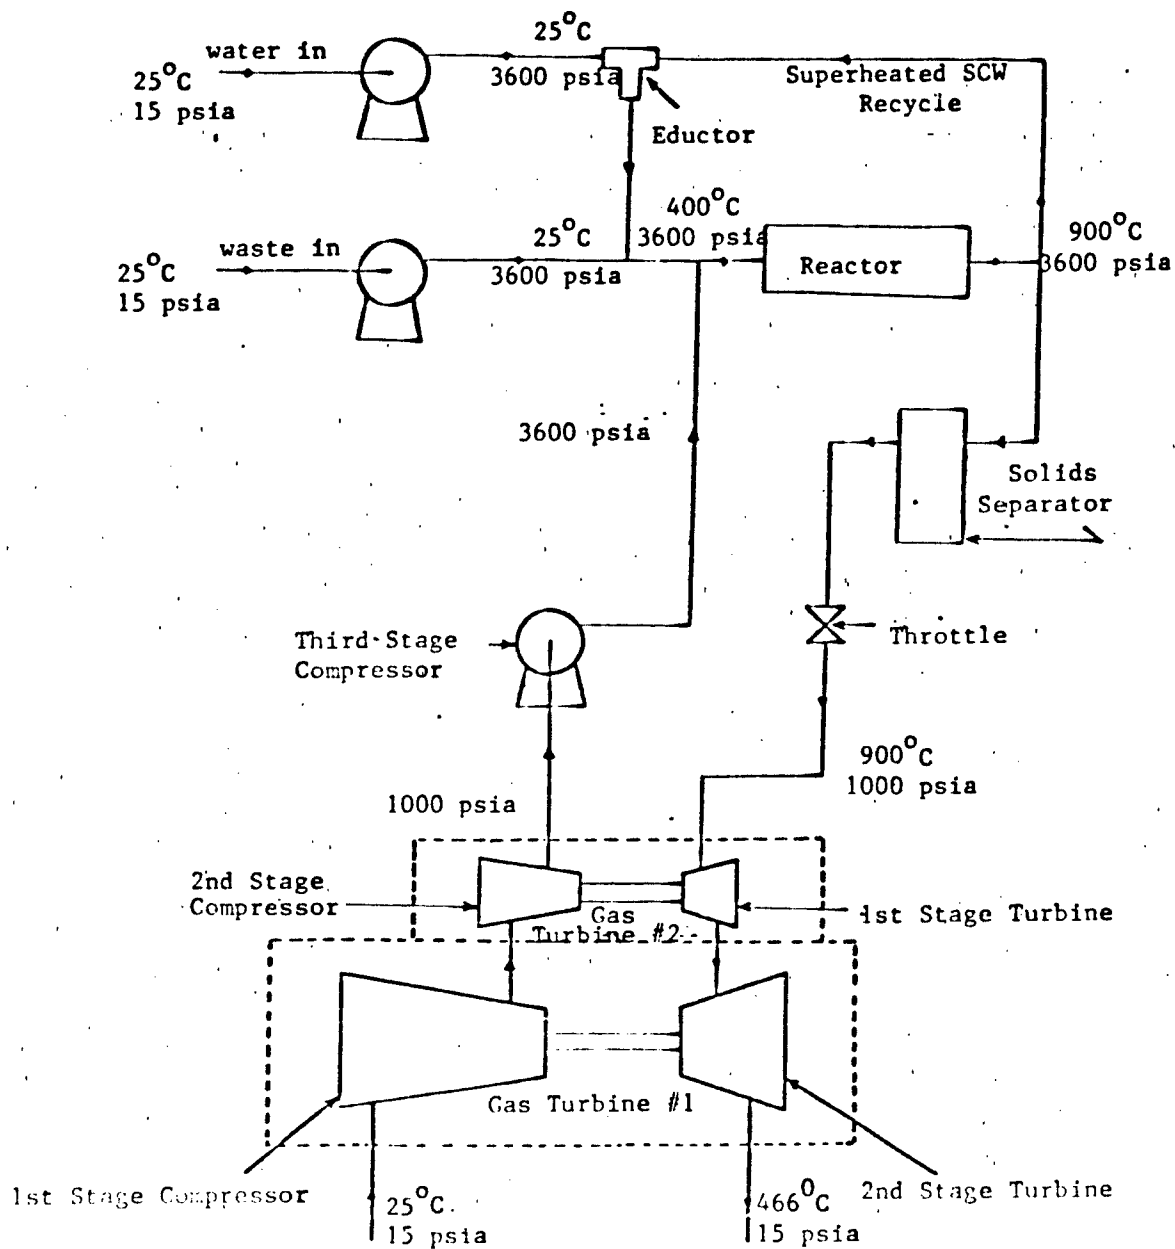 25°C
water in
3600 psia
Superheated SCW
Recycle
25°C
15 psia
Eductor
400°C
waste in
25°C
3600 psia
900°C
25°C
15 psia
3600 psia
Reactor
3600 psia
3600 psia
Solids
Separator
Third-Stage
Compressor
Throttle
900°C
1000 psia
1000 psia
2nd Stage
Compressor
Gas
Turbine #2
1st Stage Turbine
Gas Turbine #1
1st Stage Compressor
25°C.
15 psia
466°C
15 psia
2nd Stage Turbine